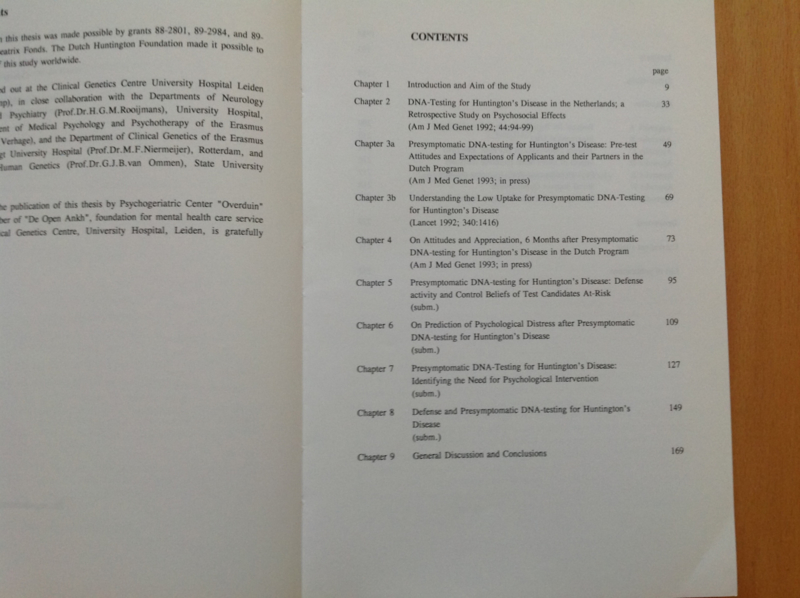 ts
n this thesis was made possible by grants 88-2801, 89-2984, and 89-
eatrix Fonds. The Dutch Huntington Foundation made it possible to
f this study worldwide.
ed out at the Clinical Genetics Centre University Hospital Leiden
op), in close collaboration with the Departments of Neurology
d Psychiatry (Prof.Dr.H.G.M.Rooijmans), University Hospital,
ent of Medical Psychology and Psychotherapy of the Erasmus
Verhage), and the Department of Clinical Genetics of the Erasmus
gt University Hospital (Prof.Dr.M.F.Niermeijer), Rotterdam, and
Human Genetics (Prof.Dr.G.J.B.van Ommen), State University
he publication of this thesis by Psychogeriatric Center "Overduin"
ber of "De Open Ankh", foundation for mental health care service
ical Genetics Centre, University Hospital, Leiden, is gratefully
CONTENTS
page
Chapter 1 Introduction and Aim of the Study 9
Chapter 2 DNA-Testing for Huntington's Disease in the Netherlands; a 33
Retrospective Study on Psychosocial Effects
(Am J Med Genet 1992; 44:94-99)
Chapter 3a Presymptomatic DNA-testing for Huntington's Disease: Pre-test 49
Attitudes and Expectations of Applicants and their Partners in the
Dutch Program
(Am J Med Genet 1993; in press)
Chapter 3b Understanding the Low Uptake for Presymptomatic DNA-Testing 69
for Huntington's Disease
(Lancet 1992; 340:1416)
Chapter 4 On Attitudes and Appreciation, 6 Months after Presymptomatic 73
DNA-testing for Huntington's Disease in the Dutch Program
(Am J Med Genet 1993; in press)
Chapter 5 Presymptomatic DNA-testing for Huntington's Disease: Defense 95
activity and Control Beliefs of Test Candidates At-Risk
(subm.)
Chapter 6 On Prediction of Psychological Distress after Presymptomatic 109
DNA-testing for Huntington's Disease
(subm.)
Chapter 7 Presymptomatic DNA-Testing for Huntington's Disease: 127
Identifying the Need for Psychological Intervention
(subm.)
Chapter 8 Defense and Presymptomatic DNA-testing for Huntington's 149
Disease
(subm.)
Chapter 9 General Discussion and Conclusions 169